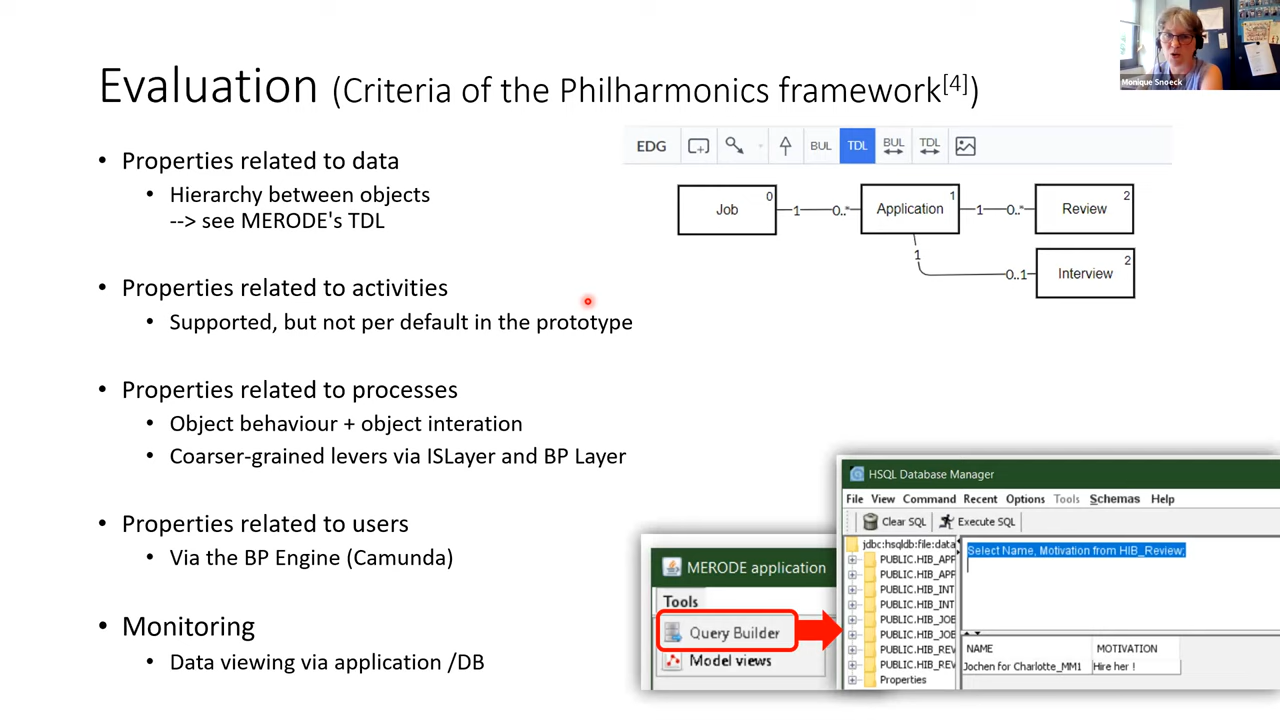 Evaluation (Criteria of the Philharmonics framework[4])
Monique Snoeck
• Properties related to data
• Hierarchy between objects
--> see MERODE's TDL
• Properties related to activities
• Supported, but not per default in the prototype
• Properties related to processes
• Object behaviour + object interation
• Coarser-grained levers via ISLayer and BP Layer
• Properties related to users
• Via the BP Engine (Camunda)
• Monitoring
• Data viewing via application /DB
EDG BUL TDL BUL TDL
Job 0 1 0..* Application 1 1 0..* Review 2
1 0..1 Interview 2
MERODE application
Tools
Query Builder
Model views
HSQL Database Manager
File View Command Recent Options Tools Schemas Help
Clear SQL Execute SQL
jdbc:hsqldb:file:data
PUBLIC.HIB_APP
PUBLIC.HIB_APP
PUBLIC.HIB_INT
PUBLIC.HIB_INT
PUBLIC.HIB_JOB
PUBLIC.HIB_JOB
PUBLIC.HIB_REV
PUBLIC.HIB_REV
Properties
Select Name, Motivation from HIB_Review;
NAME MOTIVATION
Jochen for Charlotte_MM1 Hire her !